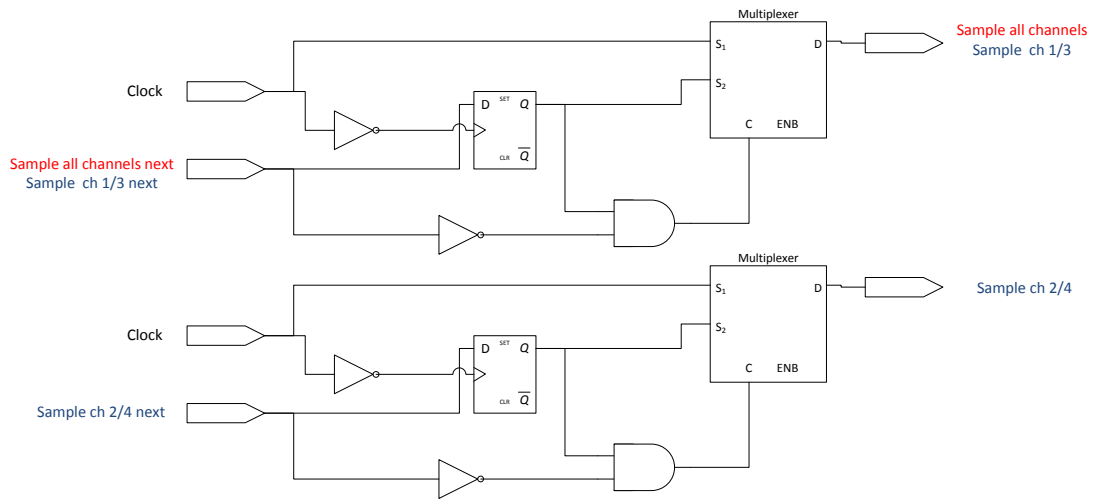 Multiplexer
S1 D
Sample all channels
Sample ch 1/3
Clock
S2
D SET Q
C ENB
CLR Q
Sample all channels next
Sample ch 1/3 next
Multiplexer
S1 D
Sample ch 2/4
Clock
S2
D SET Q
C ENB
CLR Q
Sample ch 2/4 next